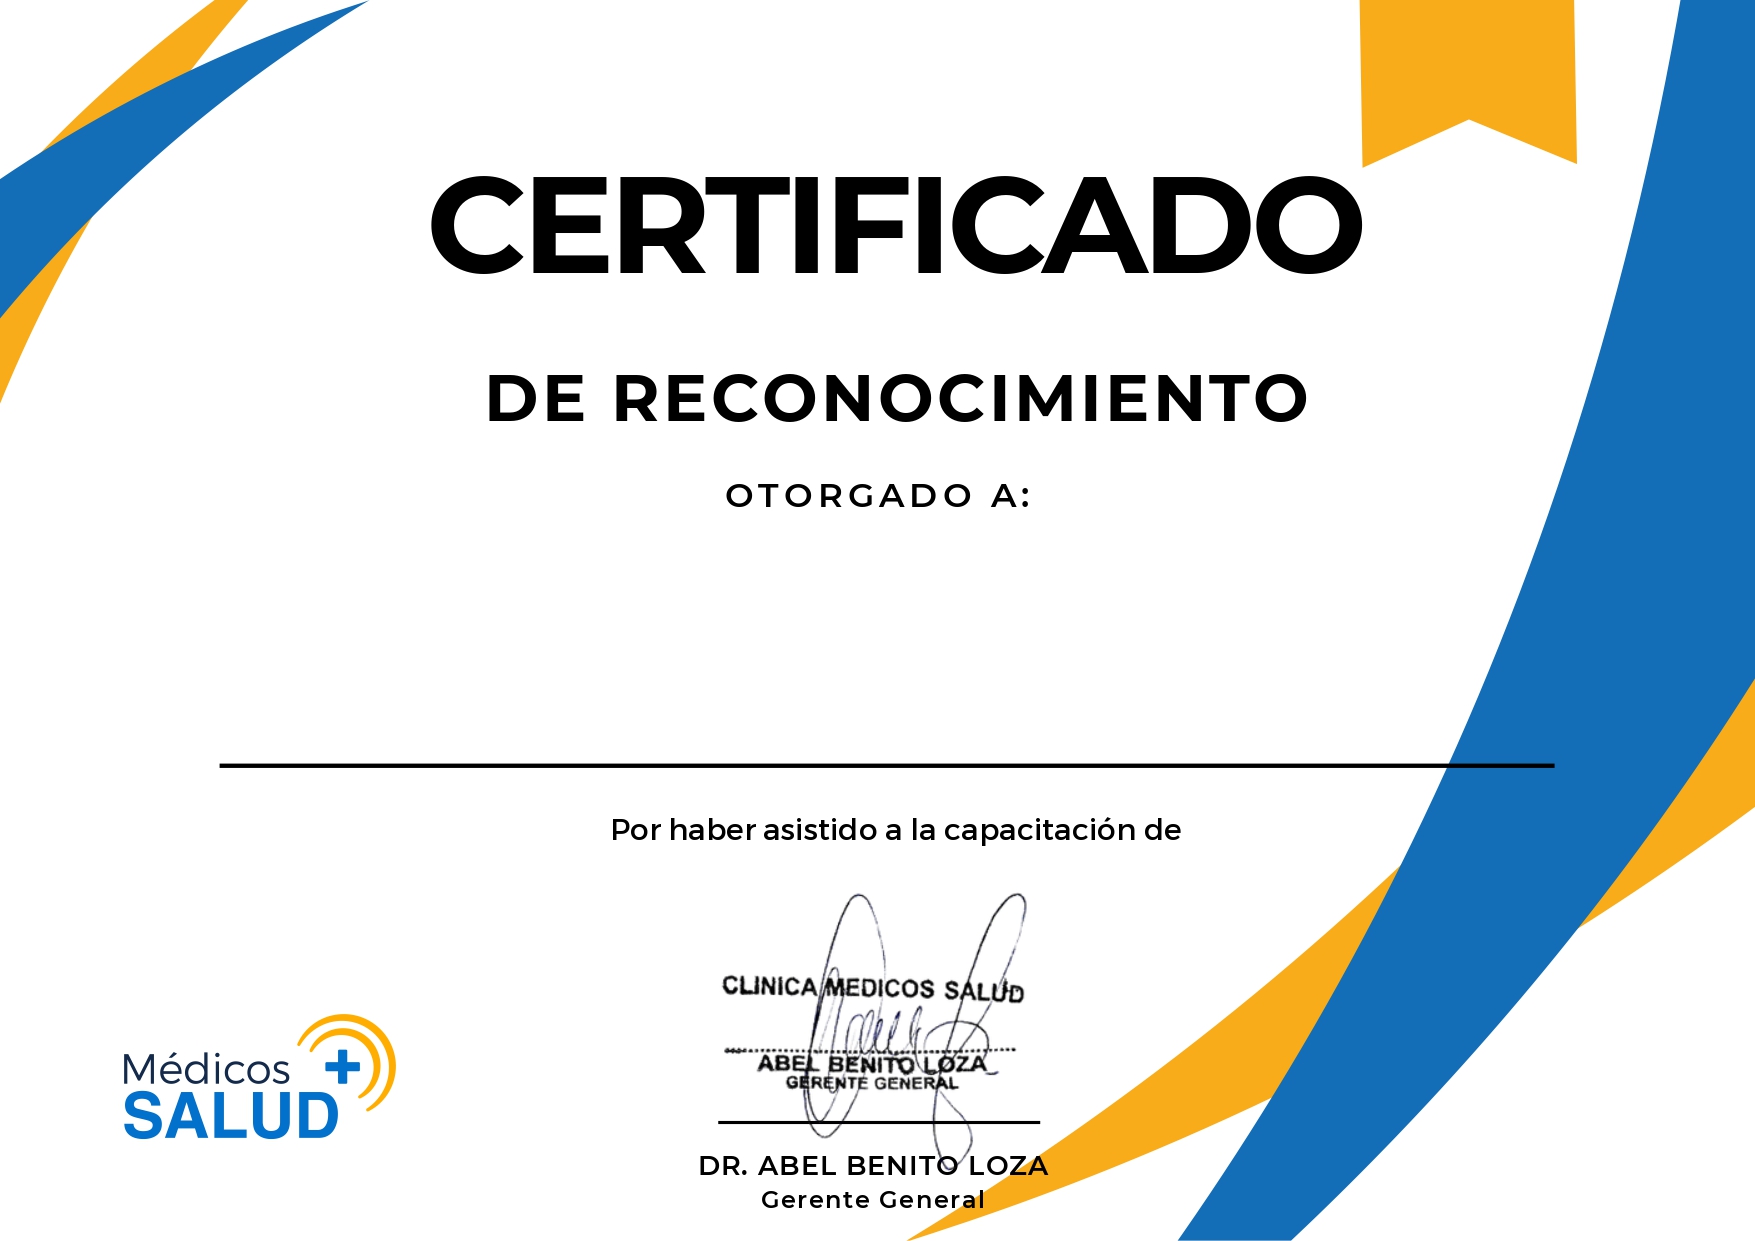 CERTIFICADO
DE RECONOCIMIENTO
OTORGADO A:
Por haber asistido a la capacitación de
CLINICA MEDICOS SALUD
ABEL BENITO LOZA
GERENTE GENERAL
Médicos
SALUD
DR. ABEL BENITO LOZA
Gerente General